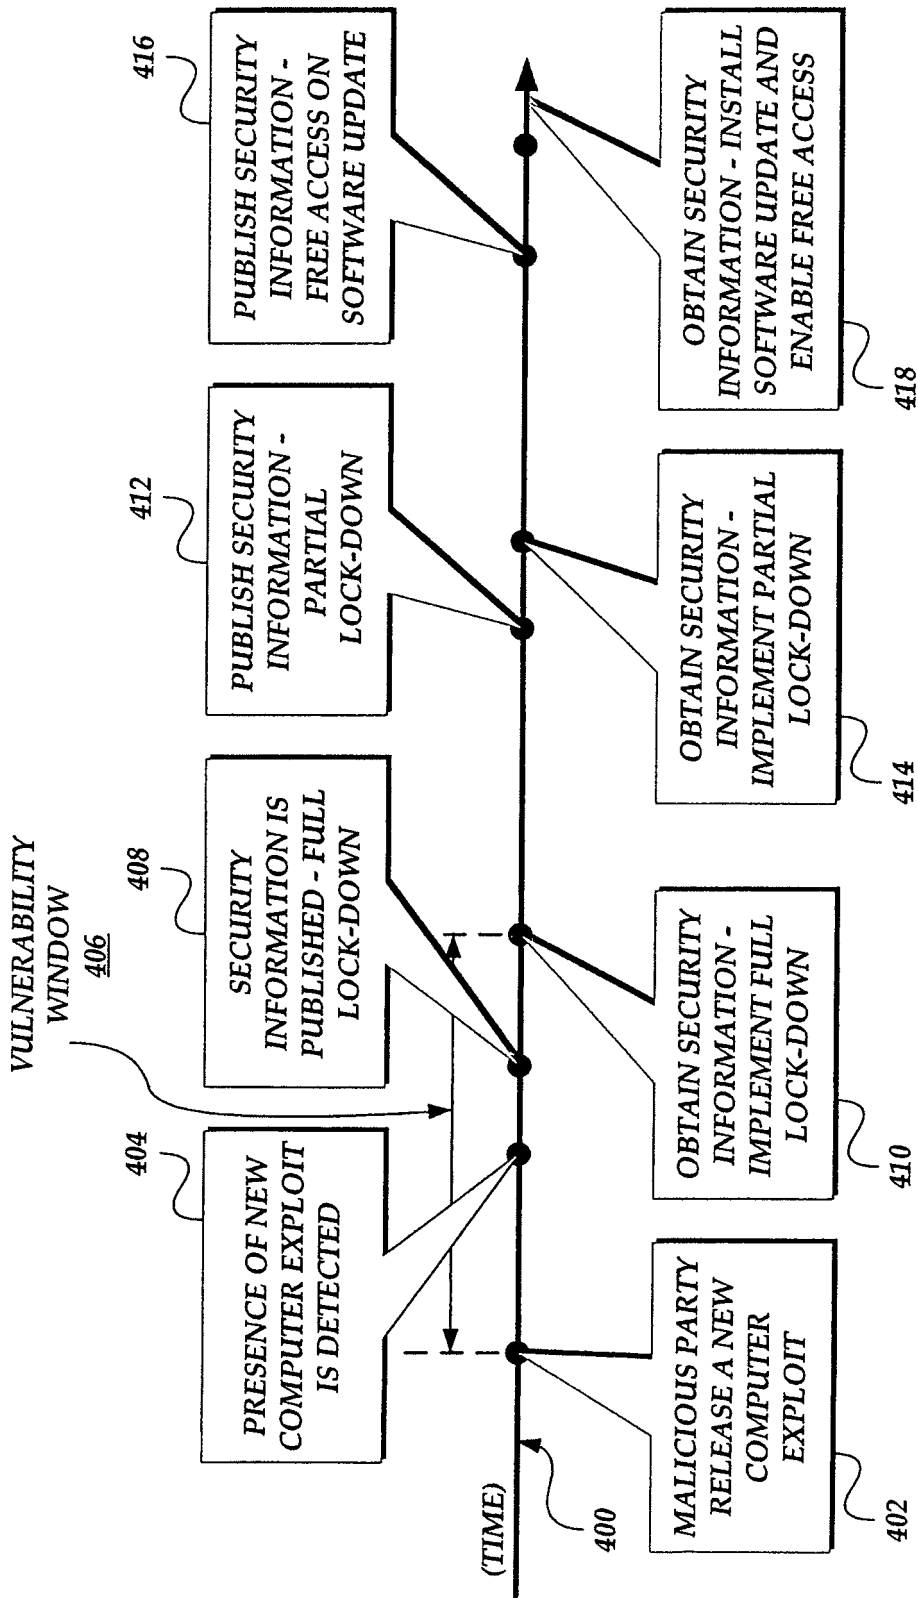 VULNERABILITY
WINDOW
406
404
PRESENCE OF NEW
COMPUTER EXPLOIT
IS DETECTED
408
SECURITY
INFORMATION IS
PUBLISHED - FULL
LOCK-DOWN
412
PUBLISH SECURITY
INFORMATION -
PARTIAL
LOCK-DOWN
416
PUBLISH SECURITY
INFORMATION -
FREE ACCESS ON
SOFTWARE UPDATE
(TIME)
400
MALICIOUS PARTY
RELEASE A NEW
COMPUTER
EXPLOIT
402
OBTAIN SECURITY
INFORMATION -
IMPLEMENT FULL
LOCK-DOWN
410
OBTAIN SECURITY
INFORMATION -
IMPLEMENT PARTIAL
LOCK-DOWN
414
OBTAIN SECURITY
INFORMATION - INSTALL
SOFTWARE UPDATE AND
ENABLE FREE ACCESS
418